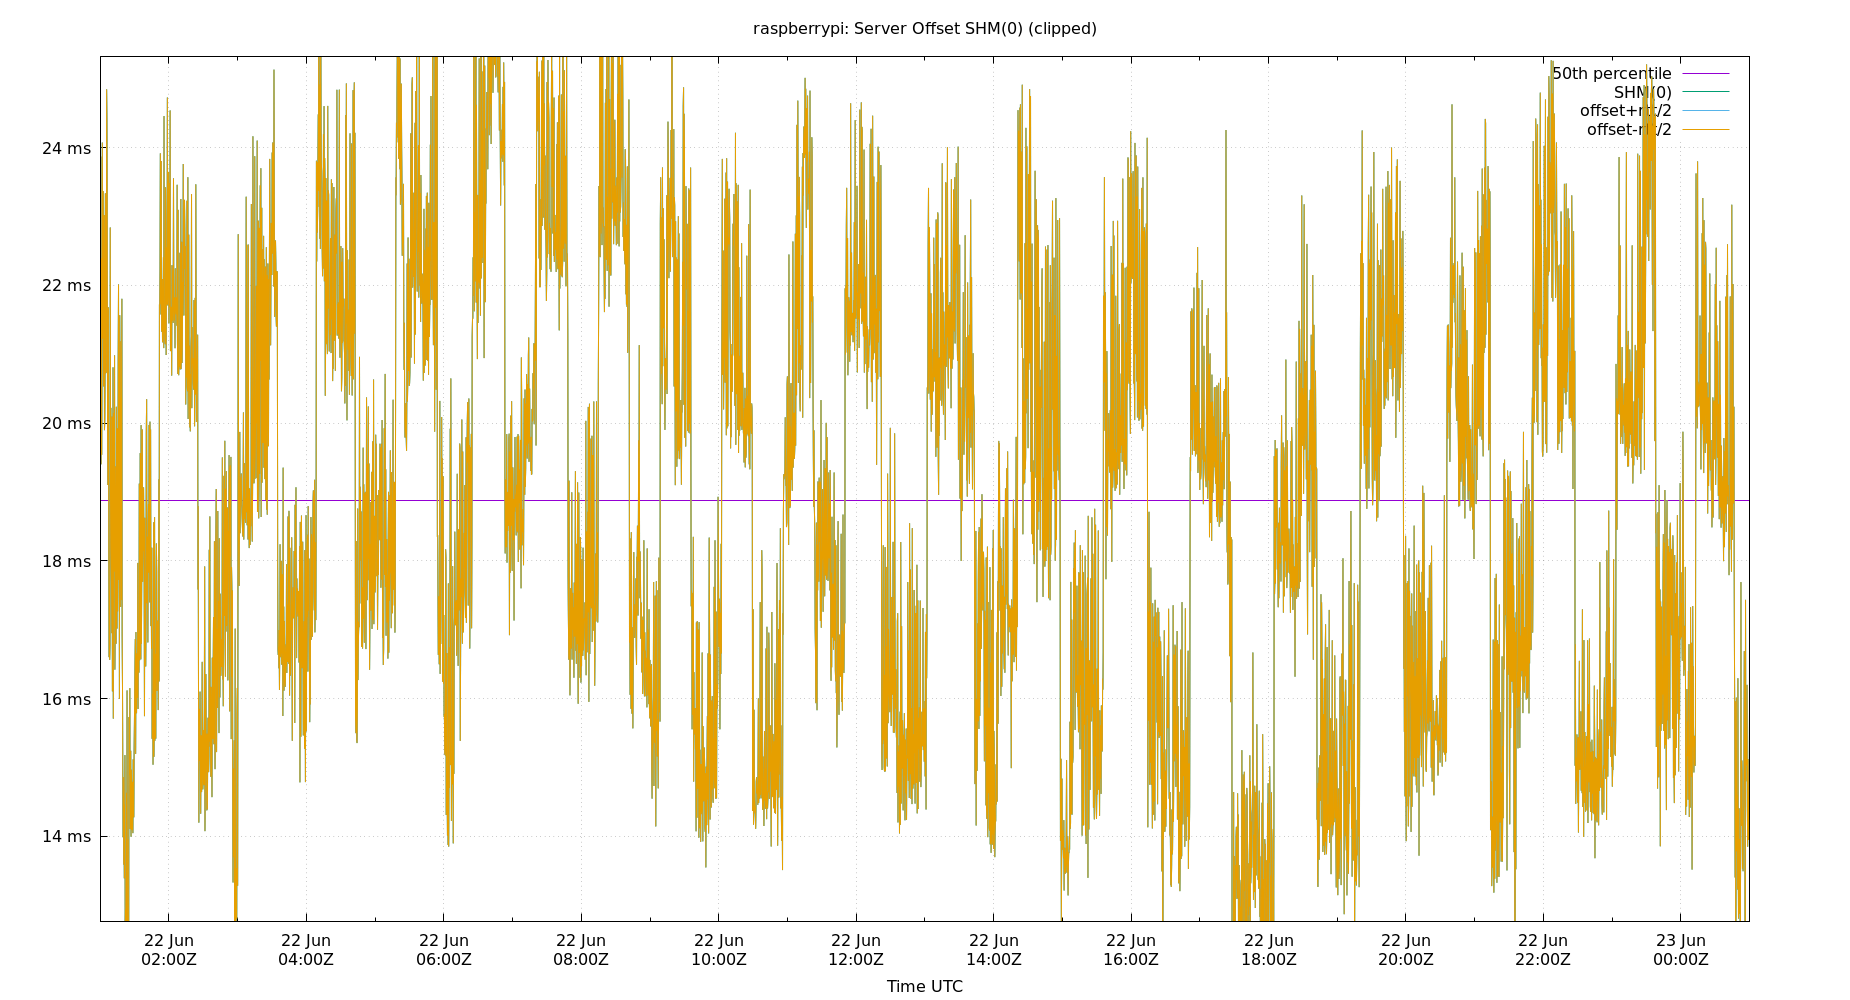 raspberrypi: Server Offset SHM(0) (clipped)
50th percentile
SHM(0)
offset+rtt/2
offset-rtt/2
24 ms
22 ms
20 ms
18 ms
16 ms
14 ms
22 Jun 22 Jun 22 Jun 22 Jun 22 Jun 22 Jun 22 Jun 22 Jun 22 Jun 22 Jun 22 Jun 23 Jun
02:00Z 04:00Z 06:00Z 08:00Z 10:00Z 12:00Z 14:00Z 16:00Z 18:00Z 20:00Z 22:00Z 00:00Z
Time UTC